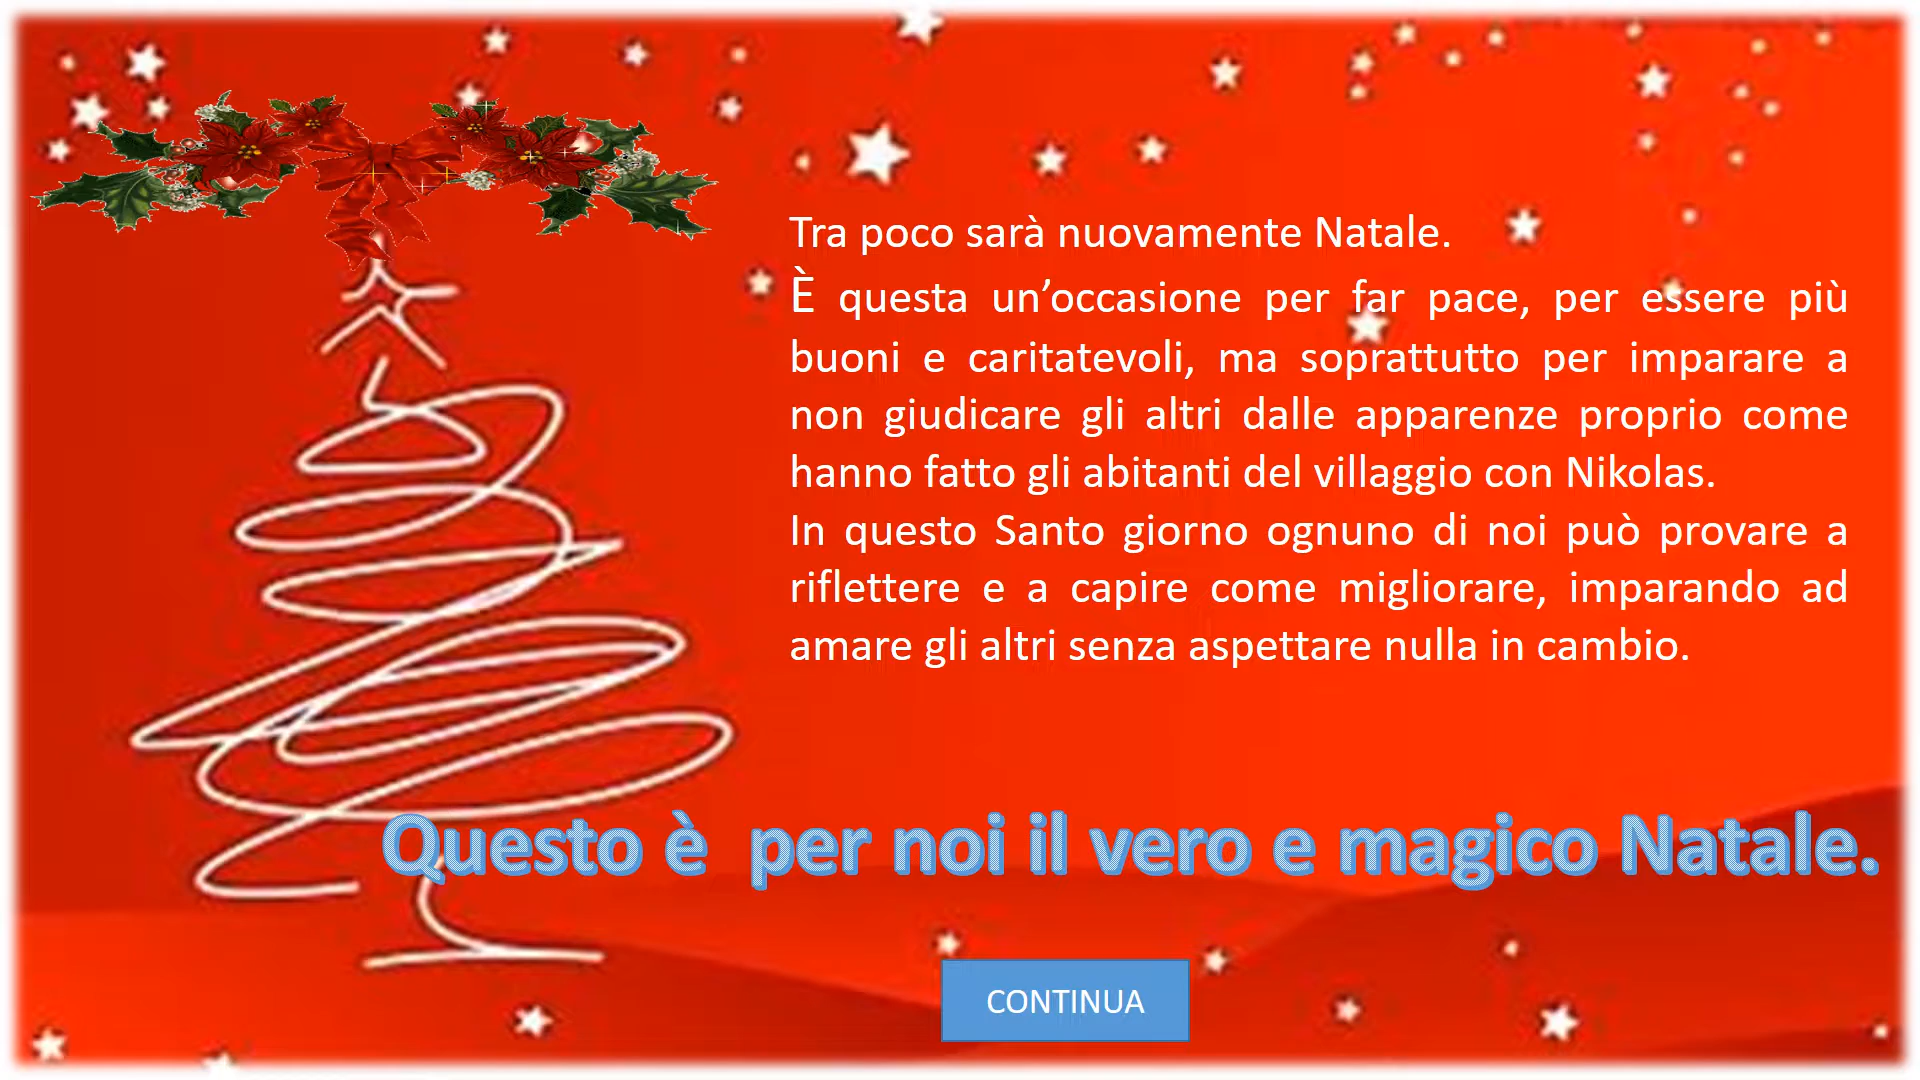 Tra poco sarà nuovamente Natale.
È questa un’occasione per far pace, per essere più
buoni e caritatevoli, ma soprattutto per imparare a
non giudicare gli altri dalle apparenze proprio come
hanno fatto gli abitanti del villaggio con Nikolas.
In questo Santo giorno ognuno di noi può provare a
riflettere e a capire come migliorare, imparando ad
amare gli altri senza aspettare nulla in cambio.
Questo è  per noi il vero e magico Natale.
CONTINUA